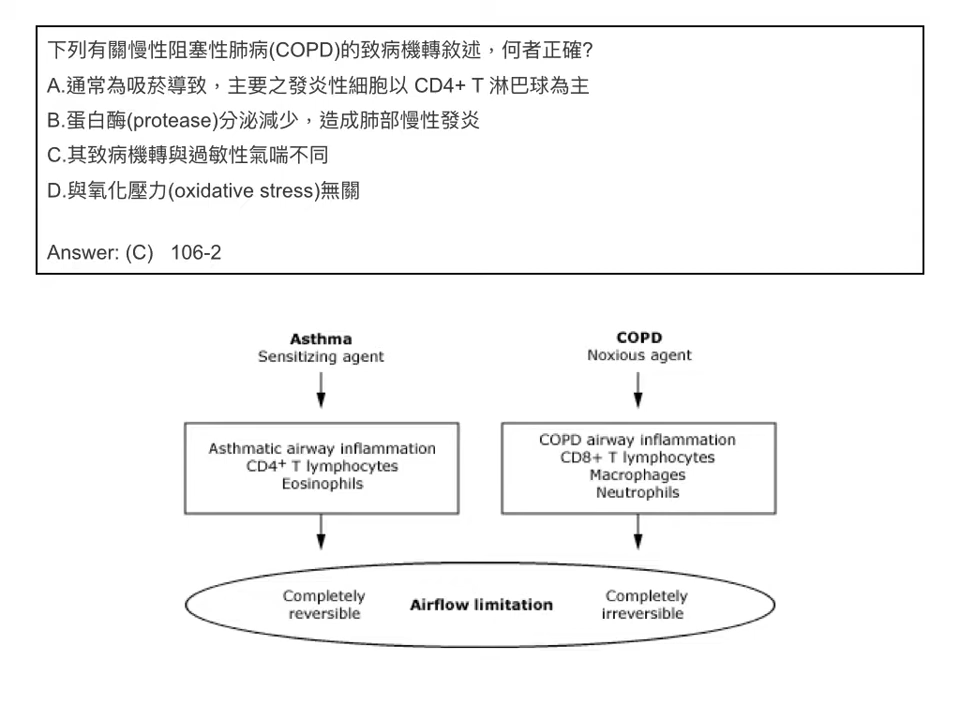 下列有關慢性阻塞性肺病(COPD)的致病機轉敘述，何者正確?
A.通常為吸菸導致，主要之發炎性細胞以 CD4+ T 淋巴球為主
B.蛋白酶(protease)分泌減少，造成肺部慢性發炎
C.其致病機轉與過敏性氣喘不同
D.與氧化壓力(oxidative stress)無關
Answer: (C) 106-2
Asthma
Sensitizing agent
COPD
Noxious agent
Asthmatic airway inflammation
CD4+ T lymphocytes
Eosinophils
COPD airway inflammation
CD8+ T lymphocytes
Macrophages
Neutrophils
Completely
reversible
Airflow limitation
Completely
irreversible